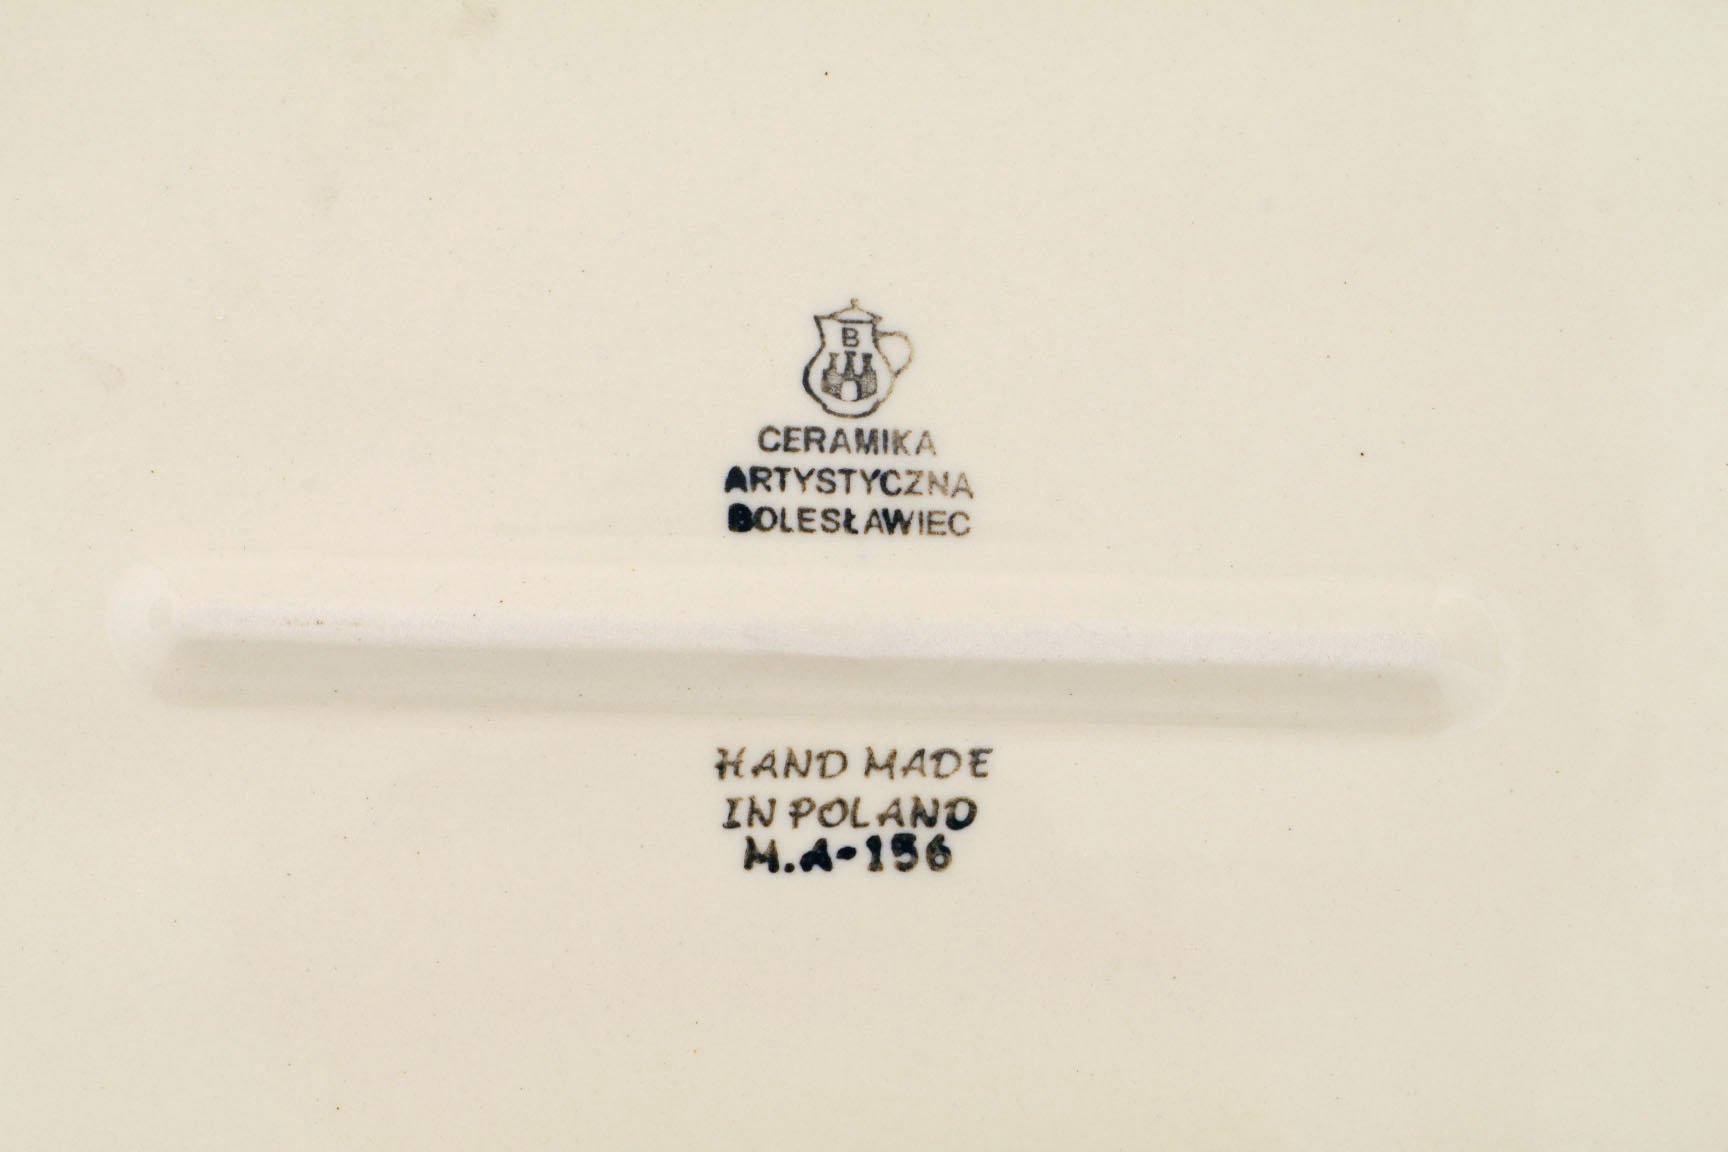 B
CERAMIKA
ARTYSTYCZNA
BOLESŁAWIEC
HAND MADE
IN POLAND
M.A-156